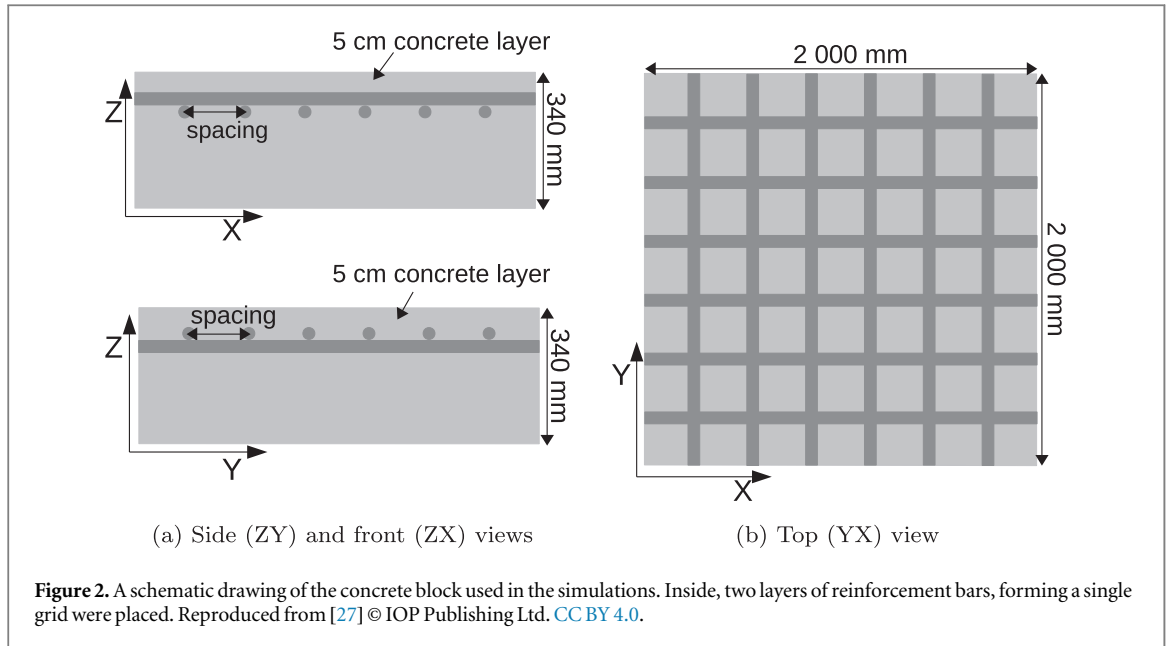 5 cm concrete layer
Z
spacing
340 mm
X
5 cm concrete layer
spacing
Z
340 mm
Y
(a) Side (ZY) and front (ZX) views
2 000 mm
2 000 mm
Y
X
(b) Top (YX) view
Figure 2. A schematic drawing of the concrete block used in the simulations. Inside, two layers of reinforcement bars, forming a single
grid were placed. Reproduced from [27] © IOP Publishing Ltd. CC BY 4.0.